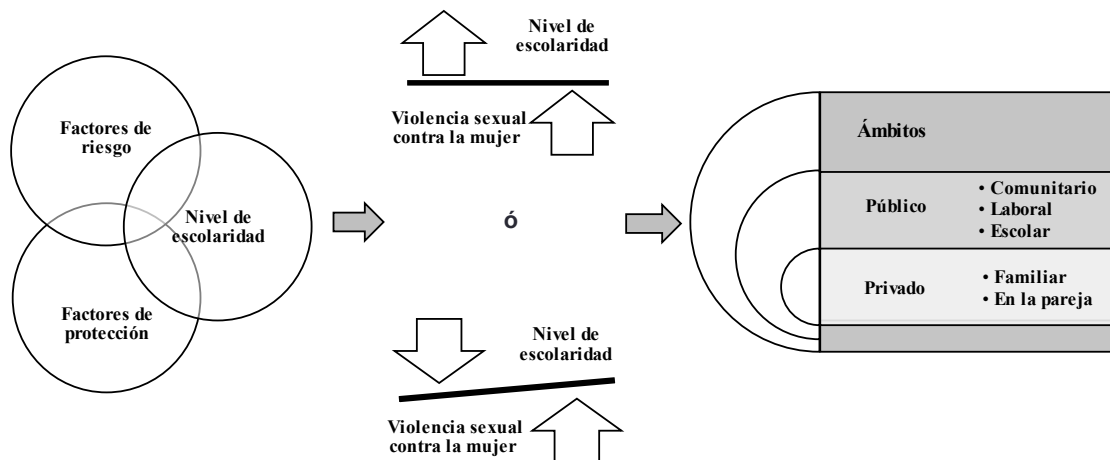 Factores de
riesgo
Nivel de
escolaridad
Factores de
protección
Nivel de
escolaridad
Violencia sexual
contra la mujer
ó
Nivel de
escolaridad
Violencia sexual
contra la mujer
Ámbitos
Público
• Comunitario
• Laboral
• Escolar
Privado
• Familiar
• En la pareja